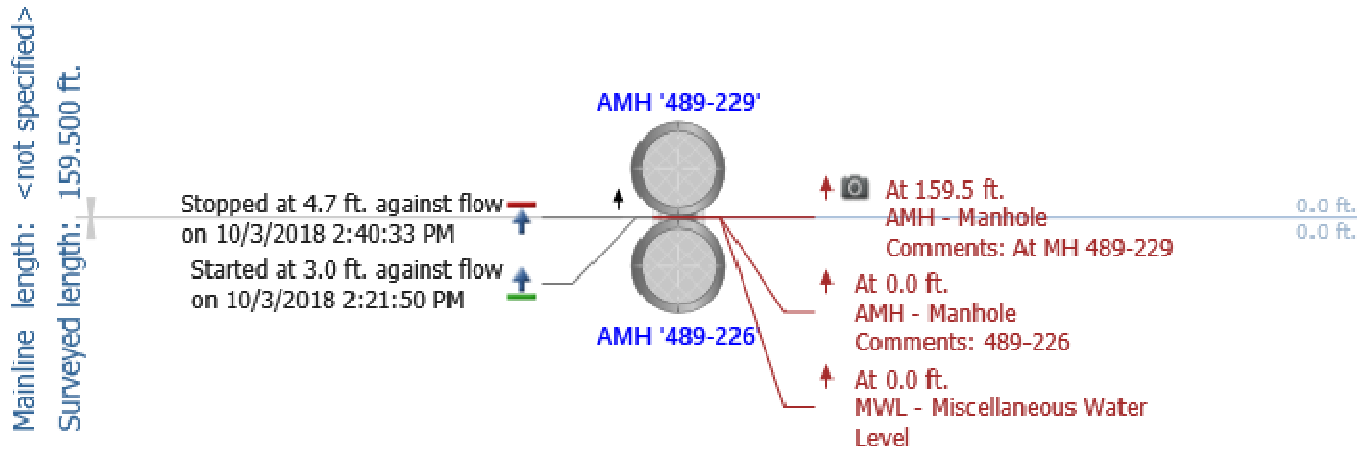 Mainline length: <not specified>
Surveyed length: 159.500 ft.
AMH '489-229'
Stopped at 4.7 ft. against flow
on 10/3/2018 2:40:33 PM
Started at 3.0 ft. against flow
on 10/3/2018 2:21:50 PM
AMH '489-226'
At 159.5 ft.
AMH - Manhole
Comments: At MH 489-229
At 0.0 ft.
AMH - Manhole
Comments: 489-226
At 0.0 ft.
MWL - Miscellaneous Water
Level
0.0 ft.
0.0 ft.